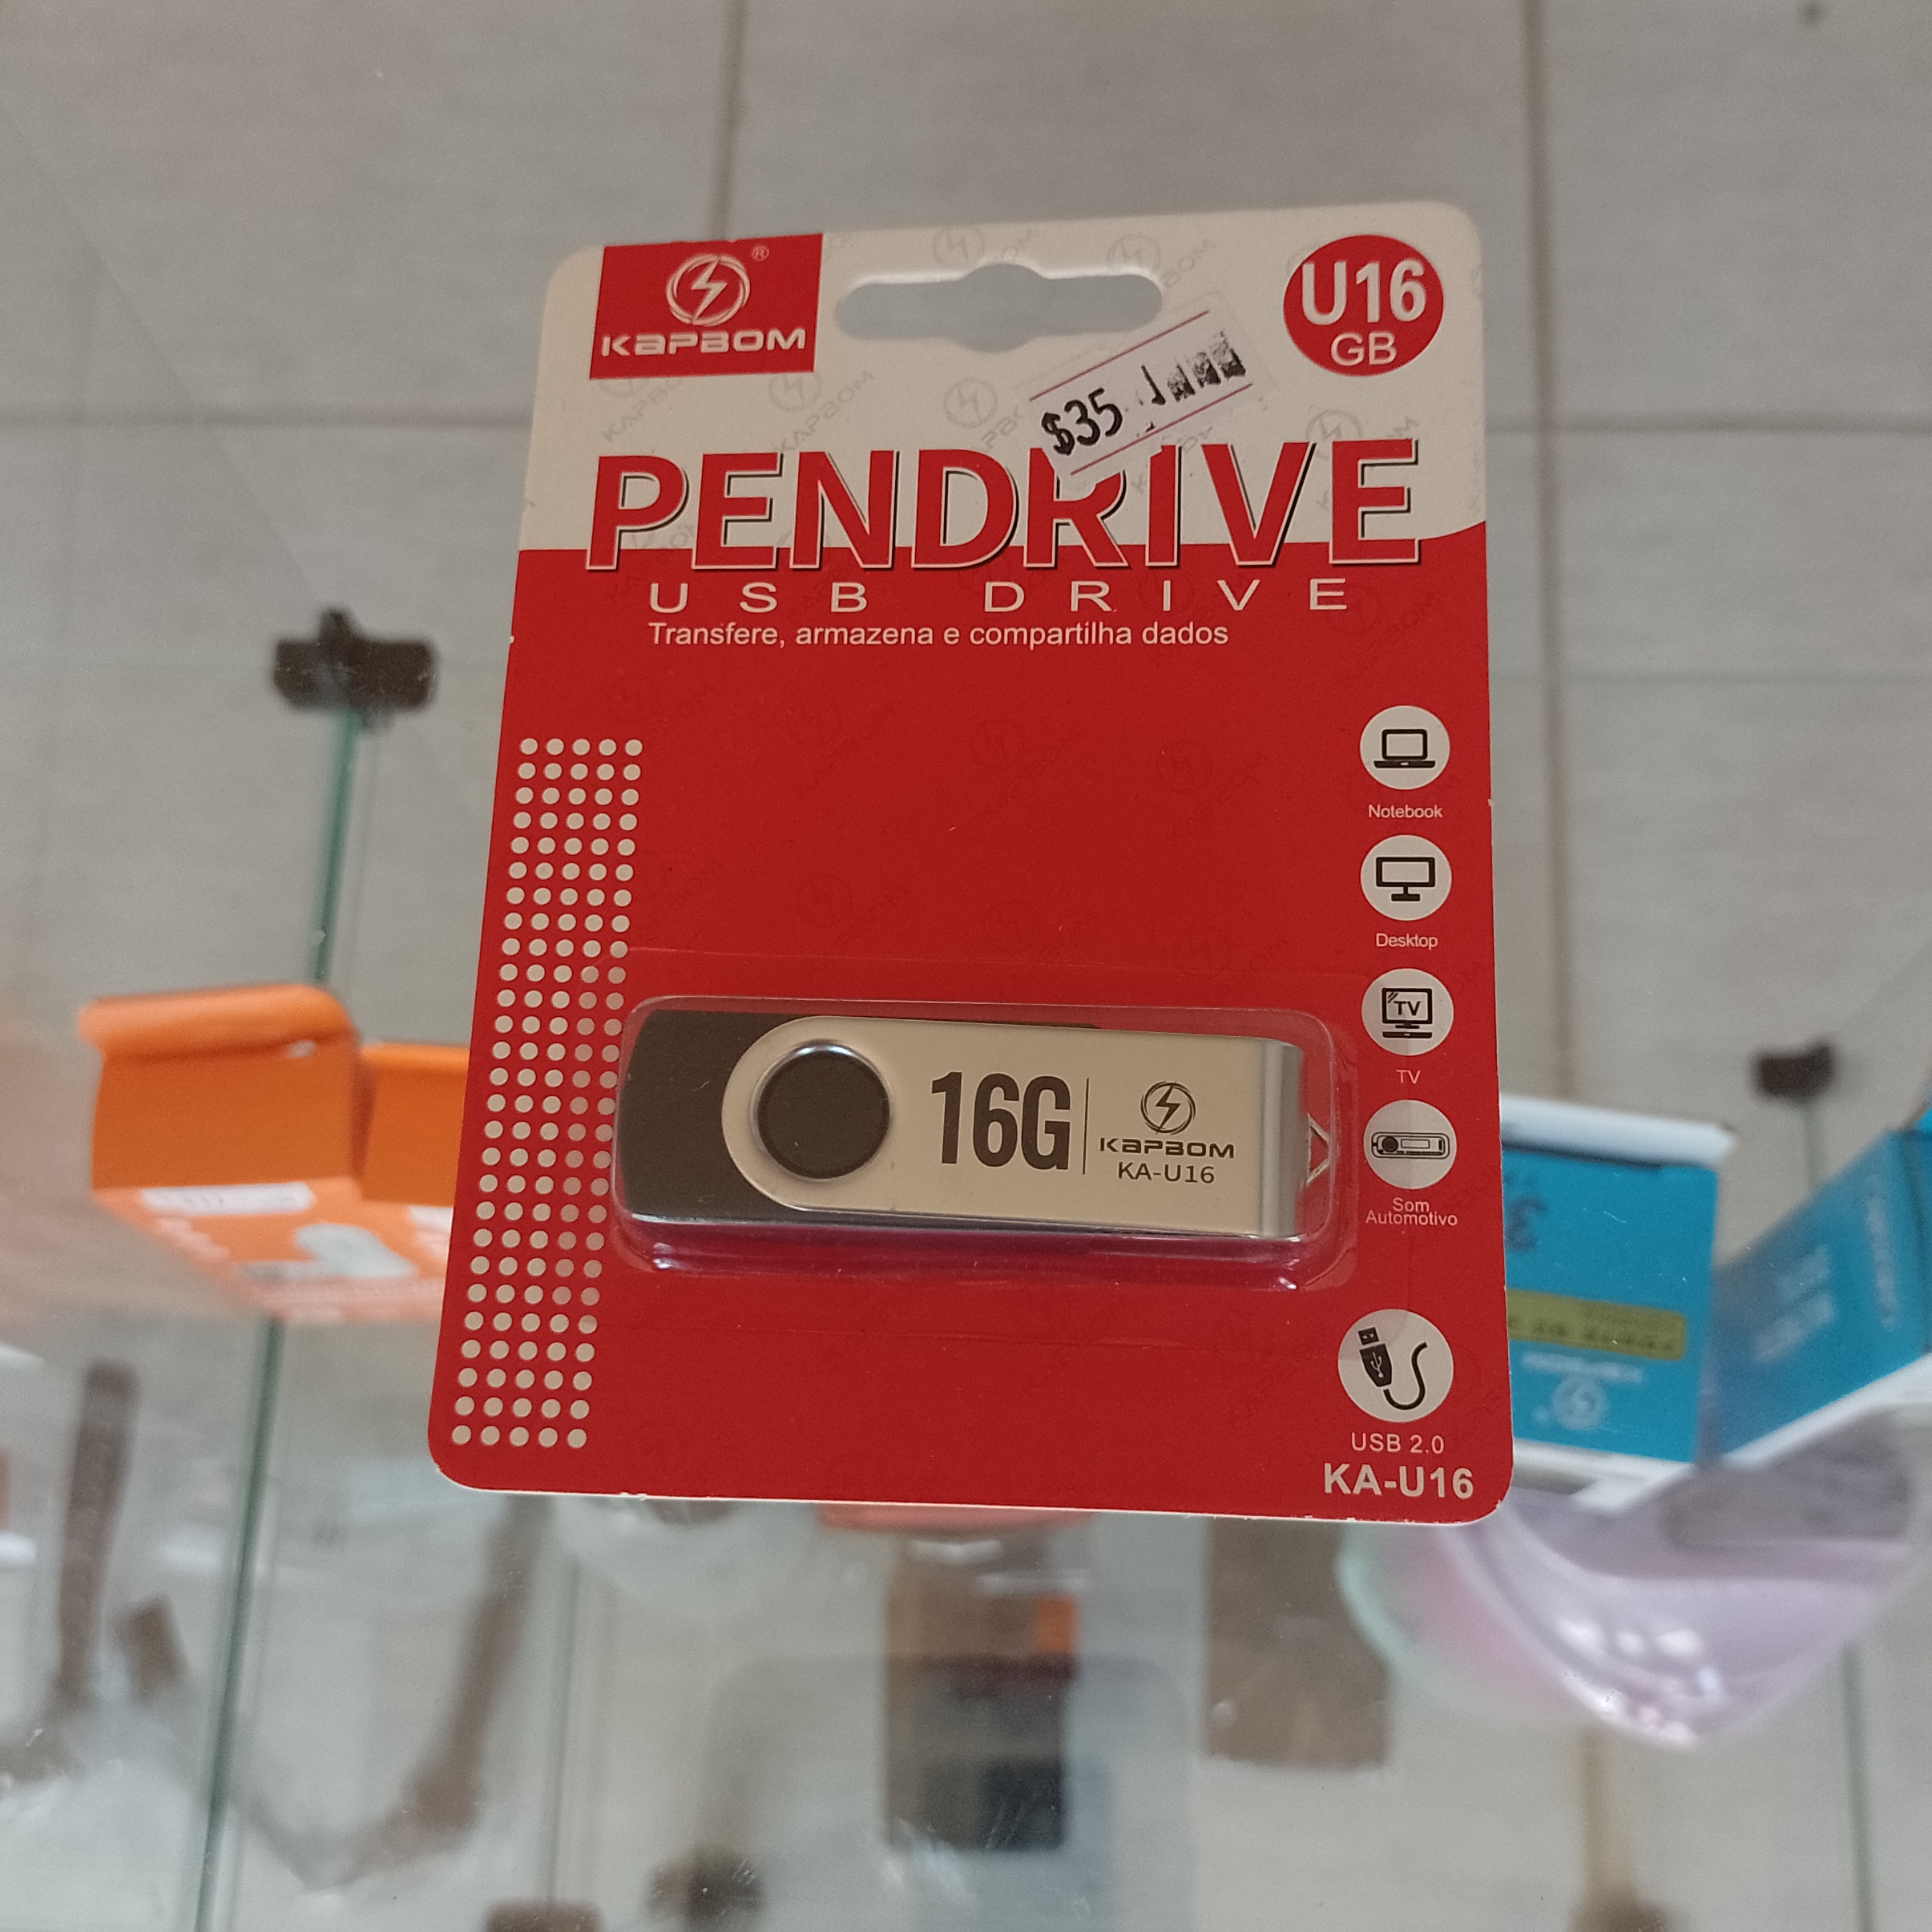 KAPBOM
®
U16
GB
$35
PENDRIVE
USB DRIVE
Transfere, armazena e compartilha dados
Notebook
Desktop
TV
TV
Som
Automotivo
16G
KAPBOM
KA-U16
USB 2.0
KA-U16